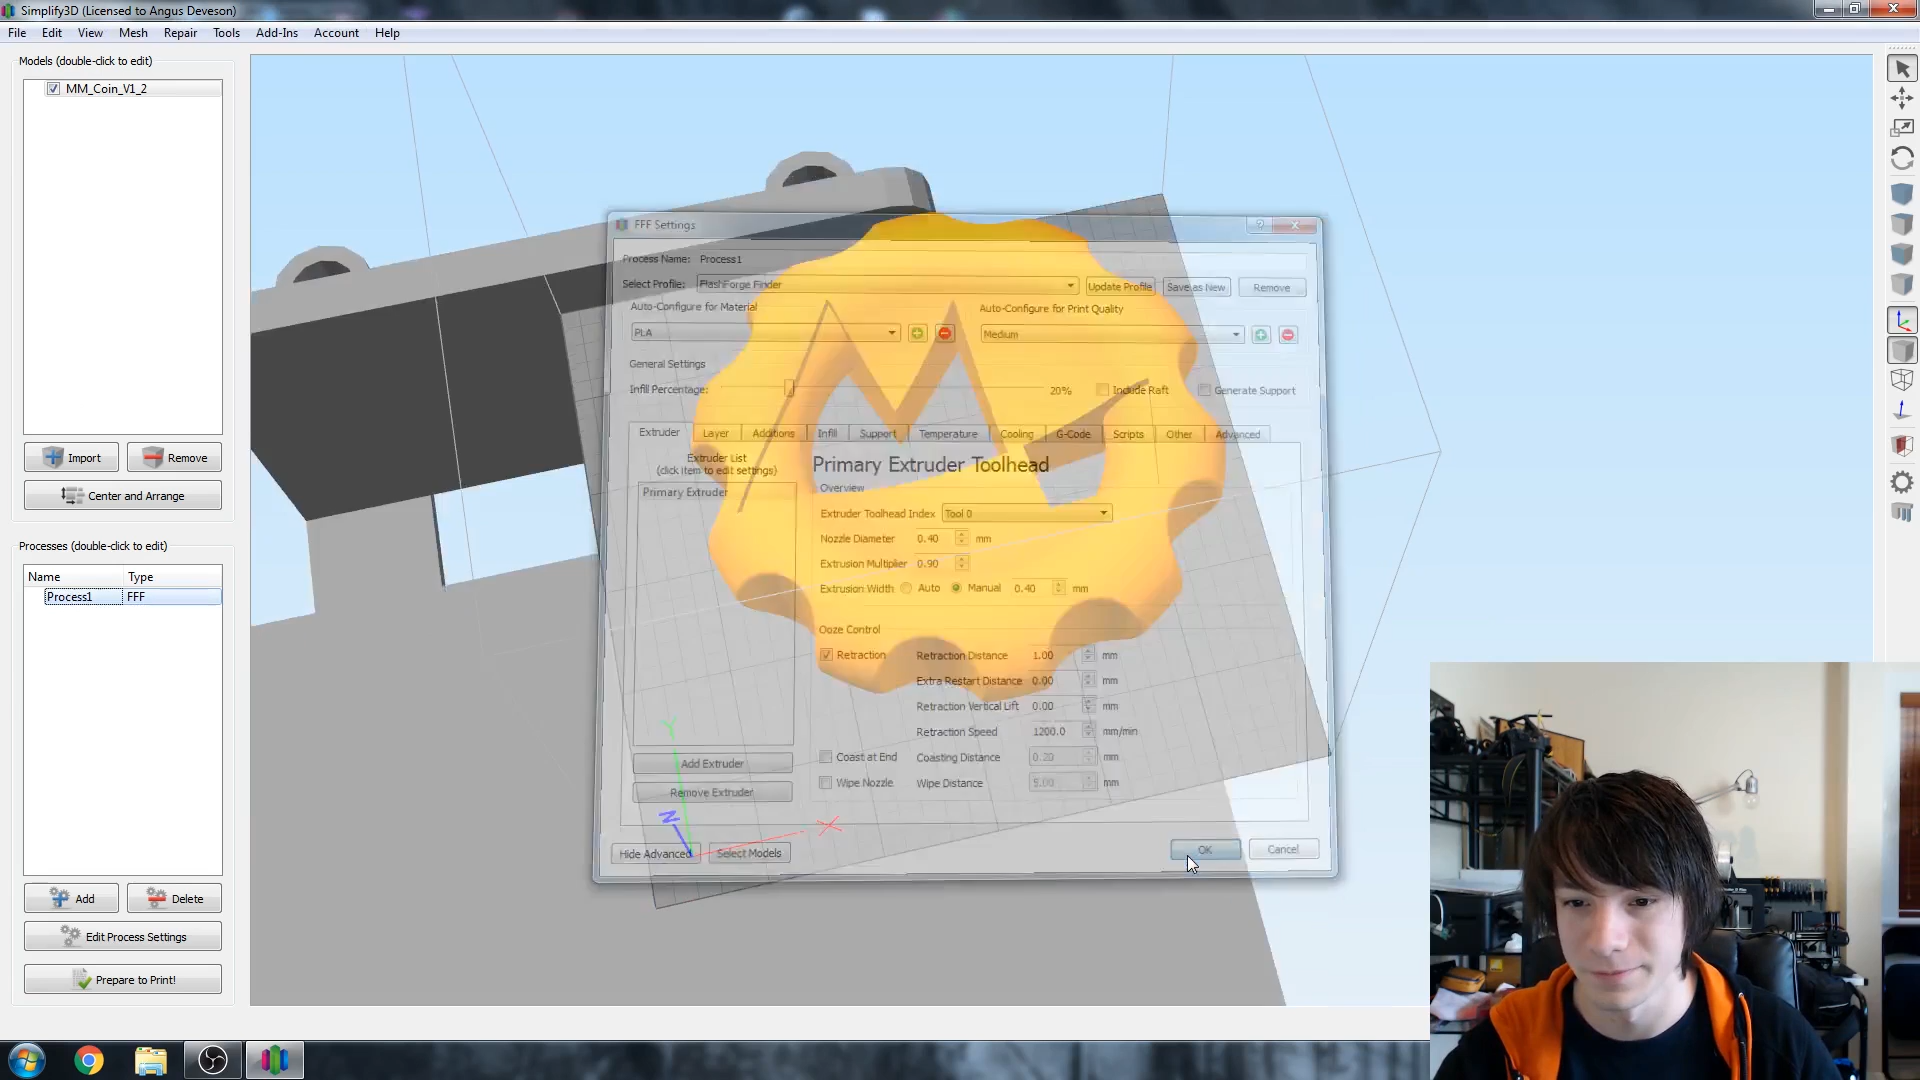 Simplify3D (Licensed to Angus Deveson)
File Edit View Mesh Repair Tools Add-Ins Account Help
Models (double-click to edit)
MM_Coin_V1_2
Import Remove
Center and Arrange
Processes (double-click to edit)
Name Type
Process1 FFF
Add Delete
Edit Process Settings
Prepare to Print!
FFF Settings
Process Name: Process1
Select Profile: FlashForge Finder Update Profile Save as New Remove
Auto-Configure for Material Auto-Configure for Print Quality
PLA Medium
General Settings
Infill Percentage: 20% Include Raft Generate Support
Extruder Layer Additions Infill Support Temperature Cooling G-Code Scripts Other Advanced
Extruder List
(click item to edit settings)
Primary Extruder
Add Extruder
Remove Extruder
Primary Extruder Toolhead
Overview
Extruder Toolhead Index Tool 0
Nozzle Diameter 0.40 mm
Extrusion Multiplier 0.90
Extrusion Width Auto Manual 0.40 mm
Ooze Control
Retraction Retraction Distance 1.00 mm
Extra Restart Distance 0.00 mm
Retraction Vertical Lift 0.00 mm
Retraction Speed 1200.0 mm/min
Coast at End Coasting Distance 0.20 mm
Wipe Nozzle Wipe Distance 5.00 mm
Hide Advanced Select Models OK Cancel
Y
Z
X